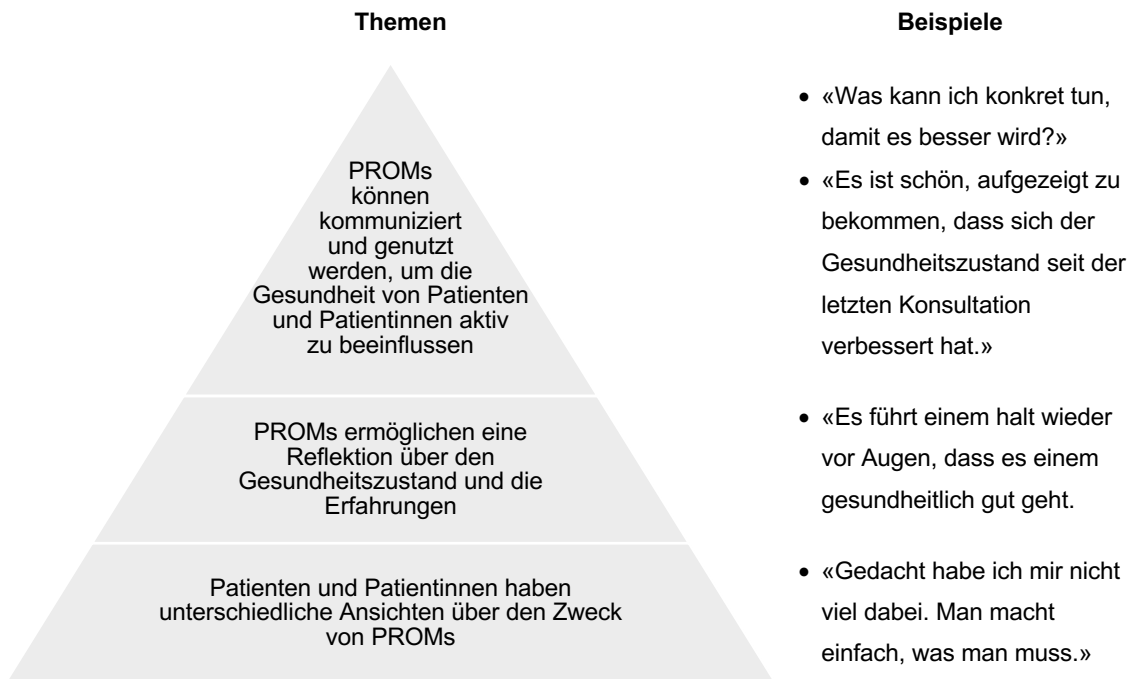 Themen
Beispiele
PROMs
können
kommuniziert
und genutzt
werden, um die
Gesundheit von Patienten
und Patientinnen aktiv
zu beeinflussen
• «Was kann ich konkret tun,
damit es besser wird?»
• «Es ist schön, aufgezeigt zu
bekommen, dass sich der
Gesundheitszustand seit der
letzten Konsultation
verbessert hat.»
PROMs ermöglichen eine
Reflektion über den
Gesundheitszustand und die
Erfahrungen
• «Es führt einem halt wieder
vor Augen, dass es einem
gesundheitlich gut geht.
Patienten und Patientinnen haben
unterschiedliche Ansichten über den Zweck
von PROMs
• «Gedacht habe ich mir nicht
viel dabei. Man macht
einfach, was man muss.»